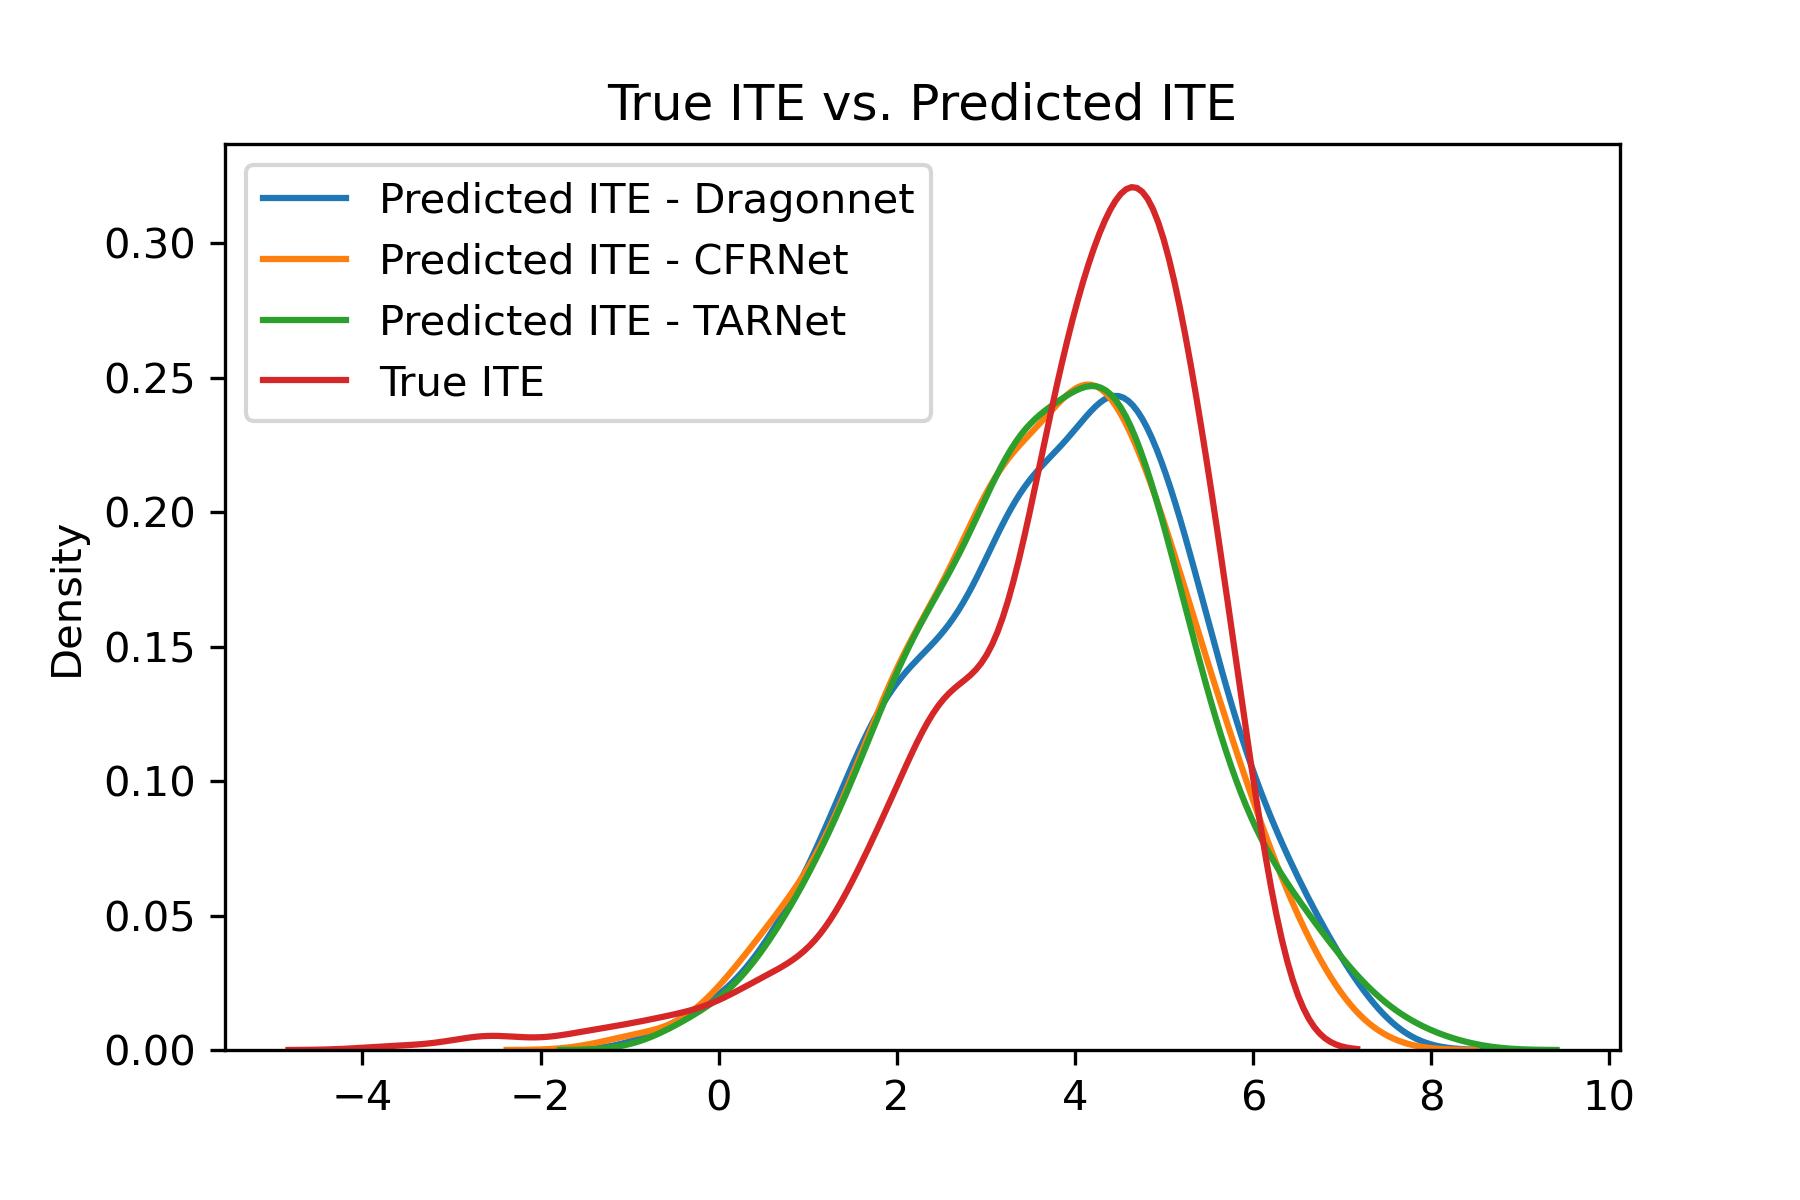 True ITE vs. Predicted ITE
Predicted ITE - Dragonnet
Predicted ITE - CFRNet
Predicted ITE - TARNet
True ITE
Density
0.30
0.25
0.20
0.15
0.10
0.05
0.00
−4
−2
0
2
4
6
8
10